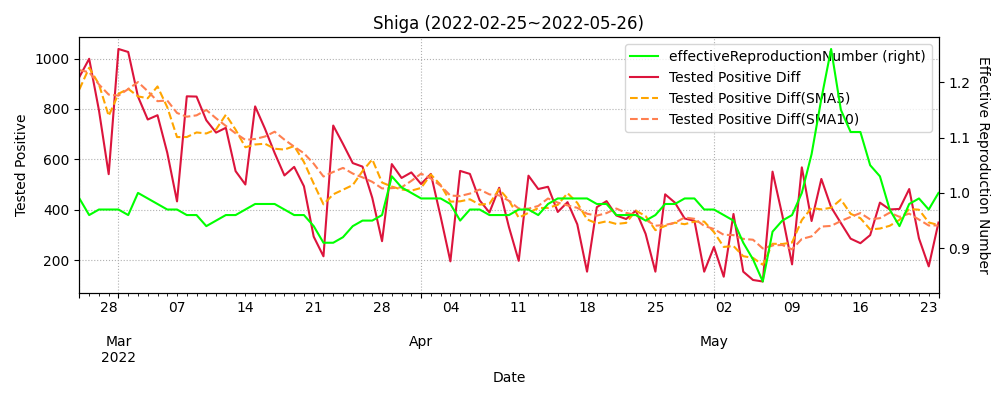 Shiga (2022-02-25~2022-05-26)
effectiveReproductionNumber (right)
Tested Positive Diff
Tested Positive Diff(SMA5)
Tested Positive Diff(SMA10)
Tested Positive
1000
800
600
400
200
Effective Reproduction Number
1.2
1.1
1.0
0.9
28 07 14 21 28 04 11 18 25 02 09 16 23
Mar Apr May
2022
Date